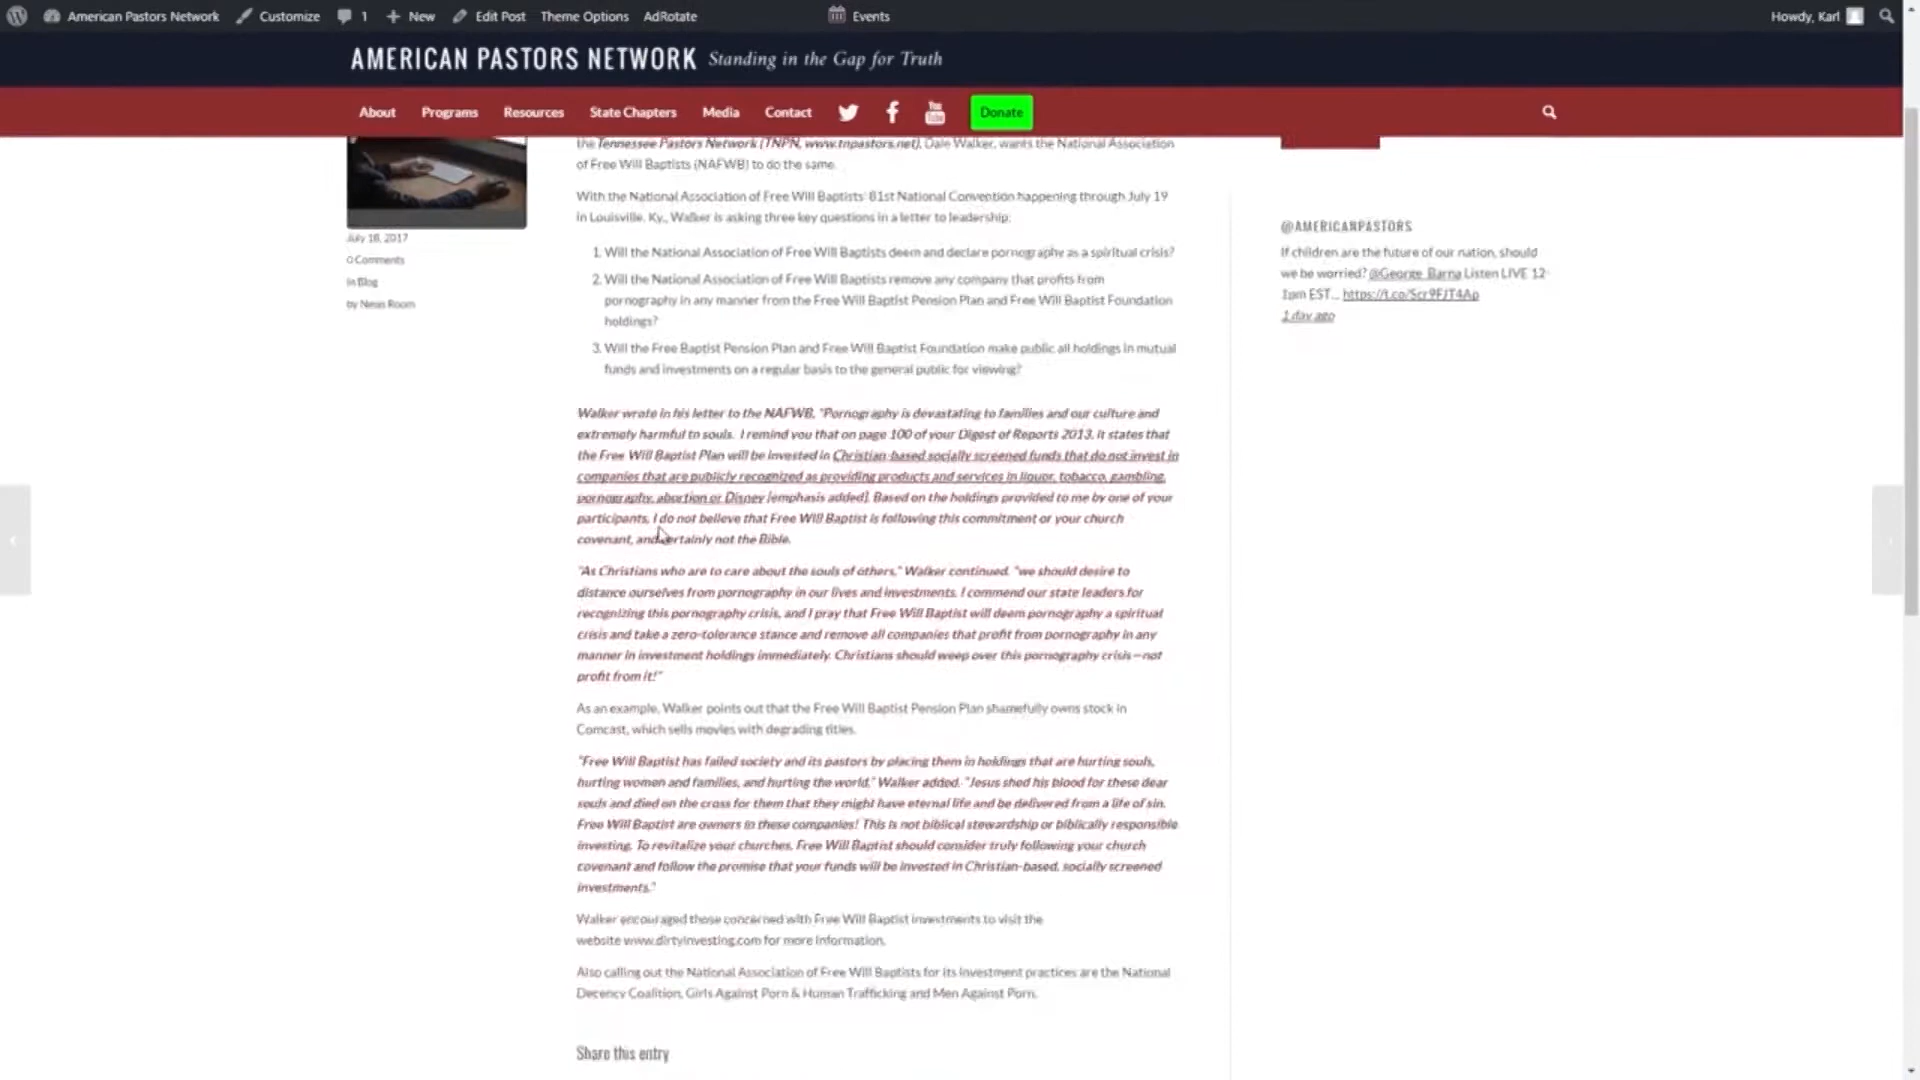 American Pastors Network
Customize
1
New
Edit Post
Theme Options
AdRotate
Events
Howdy, Karl
AMERICAN PASTORS NETWORK Standing in the Gap for Truth
About
Programs
Resources
State Chapters
Media
Contact
You
Tube
Donate
the Tennessee Pastors Network (TNPN, www.tnpastors.net), Dale Walker, wants the National Association
of Free Will Baptists (NAFWB) to do the same.
With the National Association of Free Will Baptists' 81st National Convention happening through July 19
in Louisville, Ky., Walker is asking three key questions in a letter to leadership:
1. Will the National Association of Free Will Baptists deem and declare pornography as a spiritual crisis?
2. Will the National Association of Free Will Baptists remove any company that profits from
pornography in any manner from the Free Will Baptist Pension Plan and Free Will Baptist Foundation
holdings?
3. Will the Free Baptist Pension Plan and Free Will Baptist Foundation make public all holdings in mutual
funds and investments on a regular basis to the general public for viewing?
Walker wrote in his letter to the NAFWB, "Pornography is devastating to families and our culture and
extremely harmful to souls. I remind you that on page 100 of your Digest of Reports 2013, it states that
the Free Will Baptist Plan will be invested in Christian-based socially screened funds that do not invest in
companies that are publicly recognized as providing products and services in liquor, tobacco, gambling,
pornography, abortion or Disney [emphasis added]. Based on the holdings provided to me by one of your
participants, I do not believe that Free Will Baptist is following this commitment or your church
covenant, and certainly not the Bible.
"As Christians who are to care about the souls of others," Walker continued, "we should desire to
distance ourselves from pornography in our lives and investments. I commend our state leaders for
recognizing this pornography crisis, and I pray that Free Will Baptist will deem pornography a spiritual
crisis and take a zero-tolerance stance and remove all companies that profit from pornography in any
manner in investment holdings immediately. Christians should weep over this pornography crisis—not
profit from it!"
As an example, Walker points out that the Free Will Baptist Pension Plan shamefully owns stock in
Comcast, which sells movies with degrading titles.
"Free Will Baptist has failed society and its pastors by placing them in holdings that are hurting souls,
hurting women and families, and hurting the world," Walker added. "Jesus shed his blood for these dear
souls and died on the cross for them that they might have eternal life and be delivered from a life of sin.
Free Will Baptist are owners in these companies! This is not biblical stewardship or biblically responsible
investing. To revitalize your churches, Free Will Baptist should consider truly following your church
covenant and follow the promise that your funds will be invested in Christian-based, socially screened
investments."
Walker encouraged those concerned with Free Will Baptist investments to visit the
website www.dirtyinvesting.com for more information.
Also calling out the National Association of Free Will Baptists for its investment practices are the National
Decency Coalition, Girls Against Porn & Human Trafficking and Men Against Porn.
Share this entry
July 18, 2017
0 Comments
in Blog
by News Room
@AMERICANPASTORS
If children are the future of our nation, should
we be worried? @George_Barna Listen LIVE 12-
1pm EST... https://t.co/Scr9FJT4Ap
1 day ago